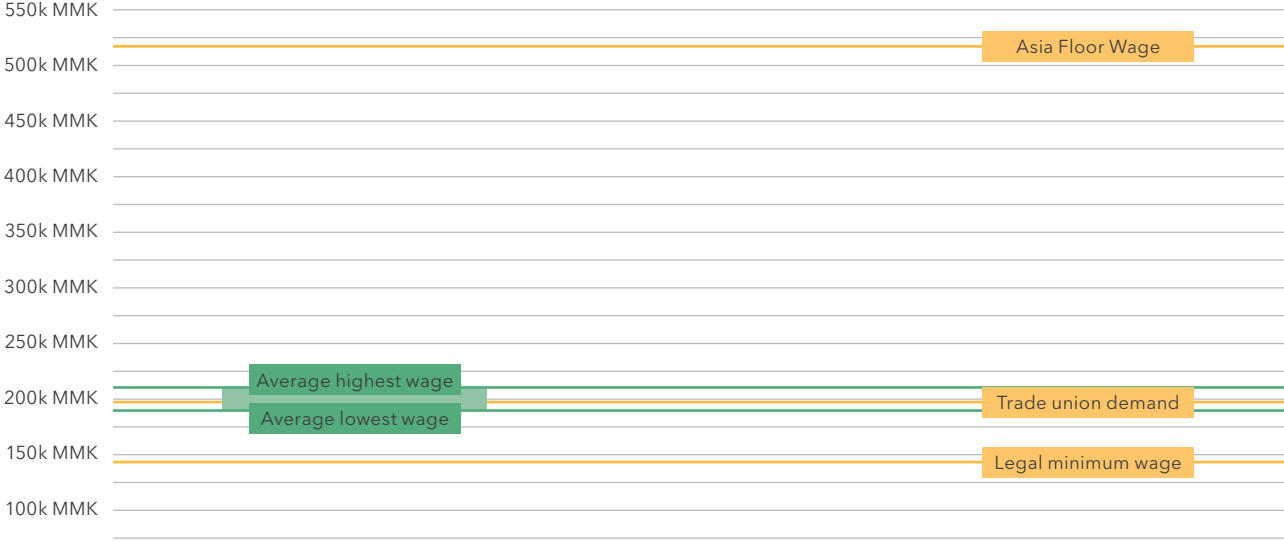 550k MMK
Asia Floor Wage
500k MMK
450k MMK
400k MMK
350k MMK
300k MMK
250k MMK
Average highest wage
200k MMK
Trade union demand
Average lowest wage
150k MMK
Legal minimum wage
100k MMK